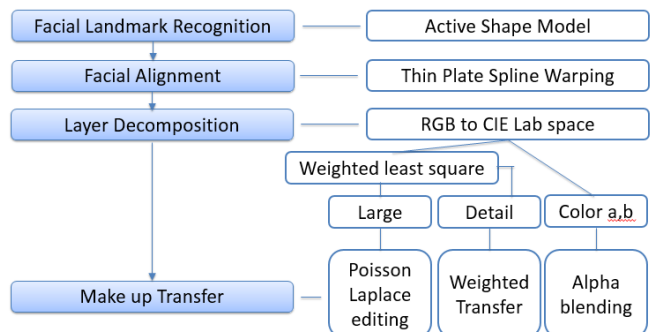 Facial Landmark Recognition
Active Shape Model
Facial Alignment
Thin Plate Spline Warping
Layer Decomposition
RGB to CIE Lab space
Weighted least square
Large
Detail
Color a,b
Make up Transfer
Poisson
Laplace
editing
Weighted
Transfer
Alpha
blending